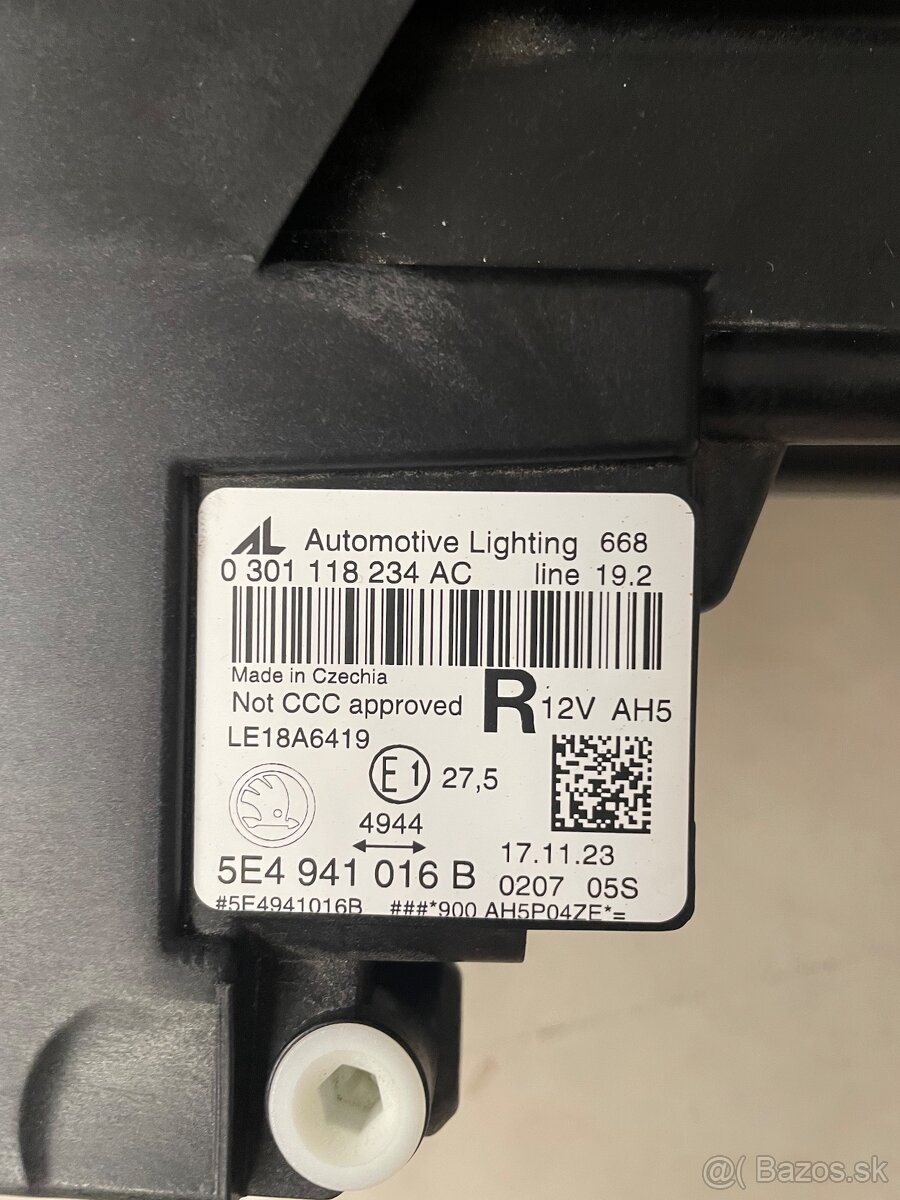 AL Automotive Lighting 668
0 301 118 234 AC line 19.2
Made in Czechia
Not CCC approved R 12V AH5
LE18A6419
E1 27,5
4944
17.11.23
5E4 941 016 B 0207 05S
#5E4941016B ###*900 AH5P04ZE*=
@( Bazos.sk